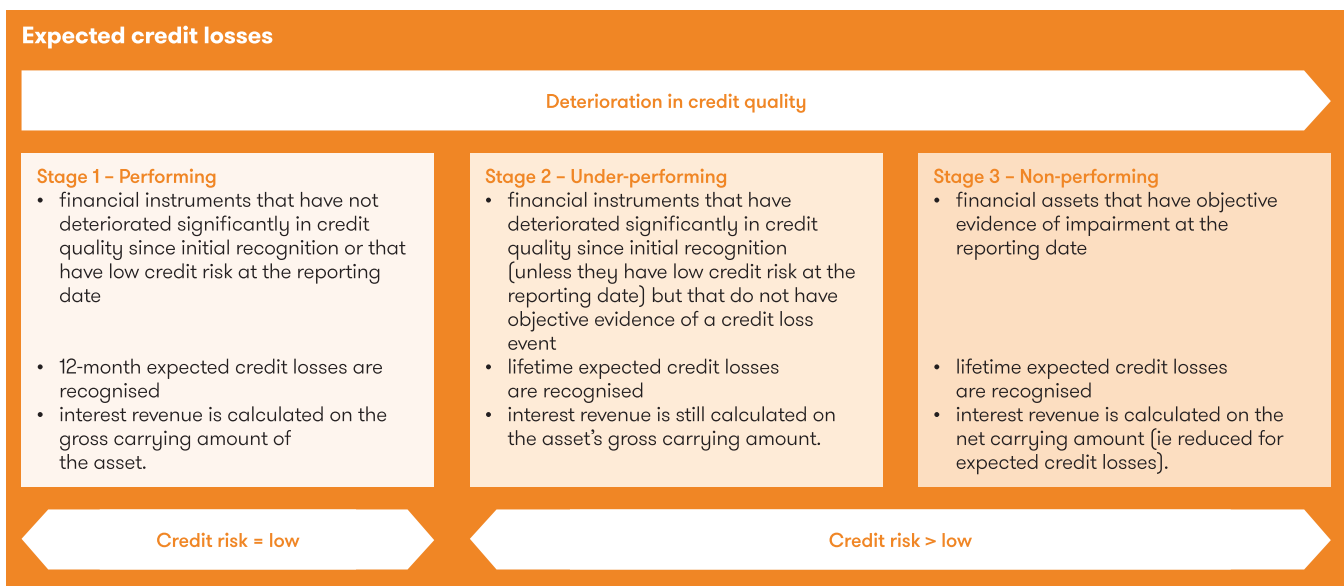 Expected credit losses
Deterioration in credit quality
Stage 1 – Performing
• financial instruments that have not
deteriorated significantly in credit
quality since initial recognition or that
have low credit risk at the reporting
date
• 12-month expected credit losses are
recognised
• interest revenue is calculated on the
gross carrying amount of
the asset.
Stage 2 – Under-performing
• financial instruments that have
deteriorated significantly in credit
quality since initial recognition
(unless they have low credit risk at the
reporting date) but that do not have
objective evidence of a credit loss
event
• lifetime expected credit losses
are recognised
• interest revenue is still calculated on
the asset’s gross carrying amount.
Stage 3 – Non-performing
• financial assets that have objective
evidence of impairment at the
reporting date
• lifetime expected credit losses
are recognised
• interest revenue is calculated on the
net carrying amount (ie reduced for
expected credit losses).
Credit risk = low
Credit risk > low